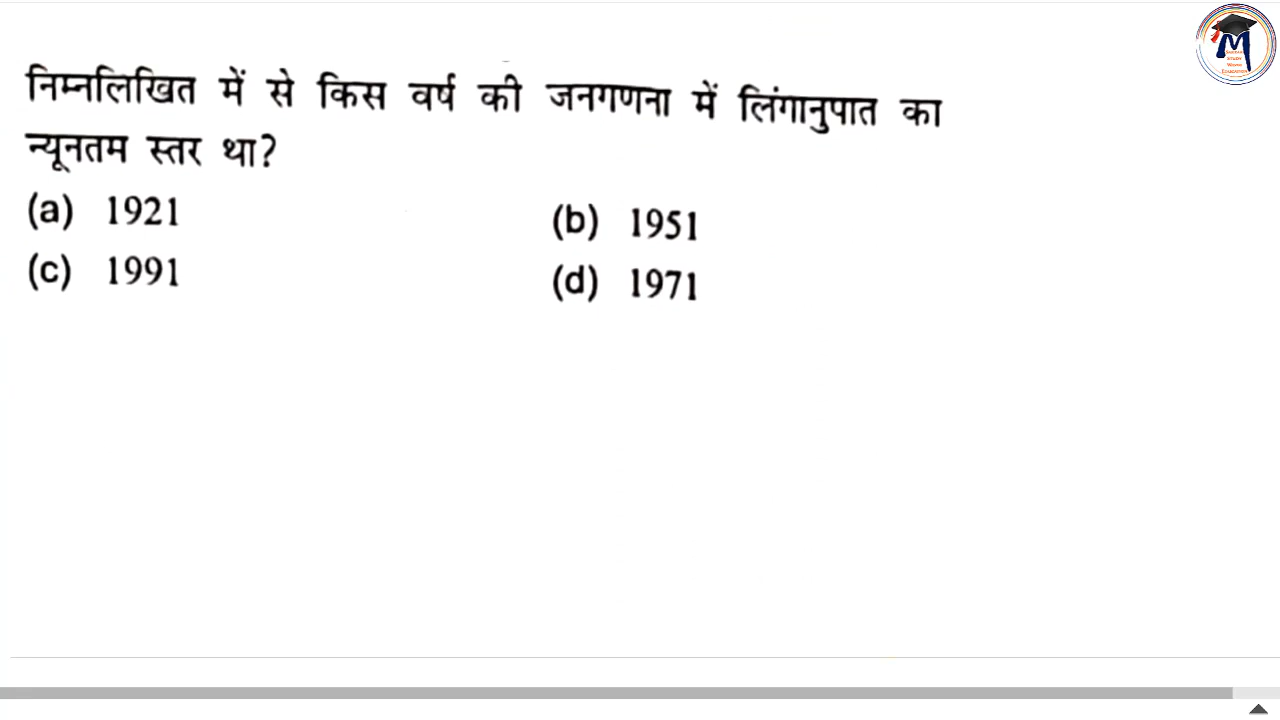 निम्नलिखित में से किस वर्ष की जनगणना में लिंगानुपात का
न्यूनतम स्तर था?
(a) 1921
(b) 1951
(c) 1991
(d) 1971